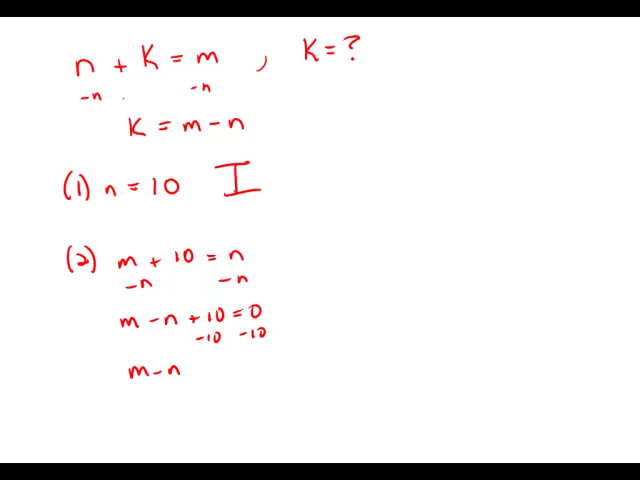 n + K = m , K = ?
-n -n
K = m - n
(1) n = 10 I
(2) m + 10 = n
-n -n
m - n + 10 = 0
-10 -10
m - n